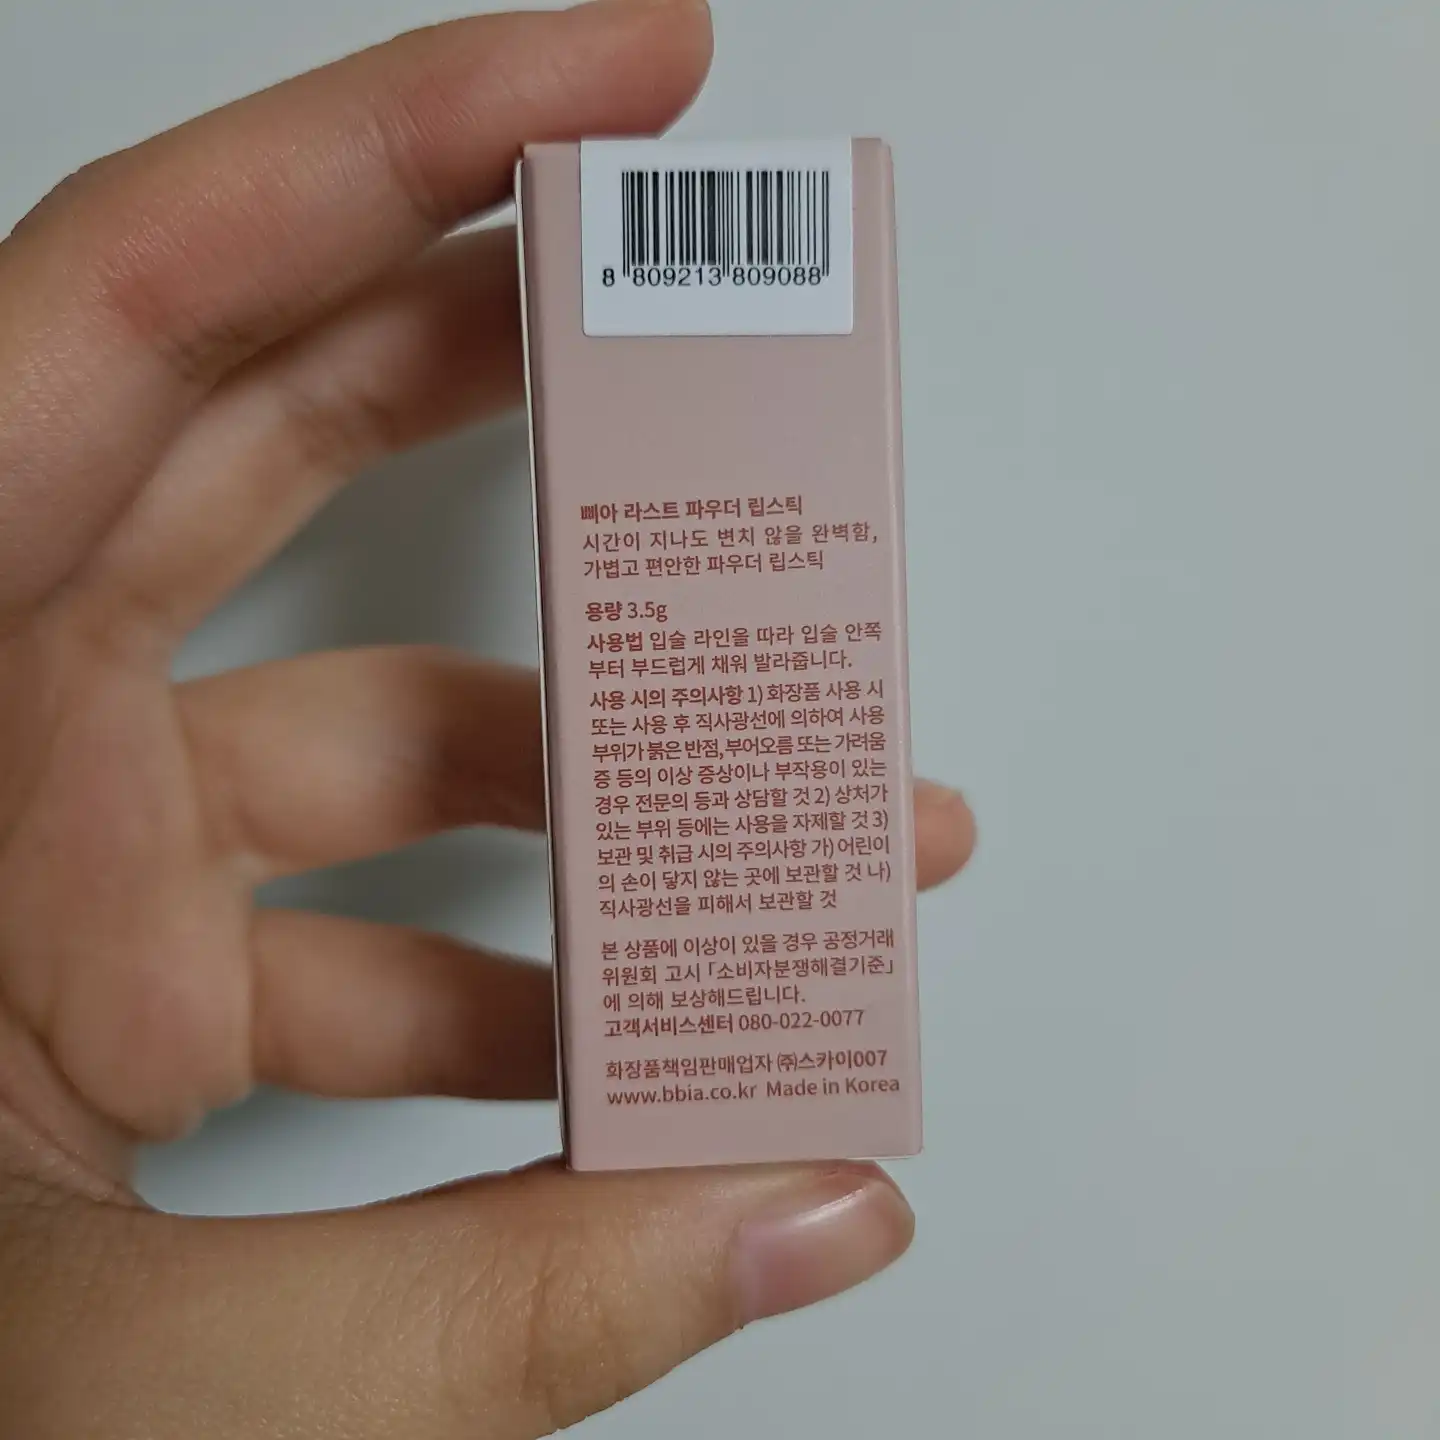 8 809213 809088
삐아 라스트 파우더 립스틱
시간이 지나도 변치 않을 완벽함,
가볍고 편안한 파우더 립스틱
용량 3.5g
사용법 입술 라인을 따라 입술 안쪽
부터 부드럽게 채워 발라줍니다.
사용 시의 주의사항 1) 화장품 사용 시
또는 사용 후 직사광선에 의하여 사용
부위가 붉은 반점, 부어오름 또는 가려움
증 등의 이상 증상이나 부작용이 있는
경우 전문의 등과 상담할 것 2) 상처가
있는 부위 등에는 사용을 자제할 것 3)
보관 및 취급 시의 주의사항 가) 어린이
의 손이 닿지 않는 곳에 보관할 것 나)
직사광선을 피해서 보관할 것
본 상품에 이상이 있을 경우 공정거래
위원회 고시 「소비자분쟁해결기준」
에 의해 보상해드립니다.
고객서비스센터 080-022-0077
화장품책임판매업자 ㈜스카이007
www.bbia.co.kr Made in Korea